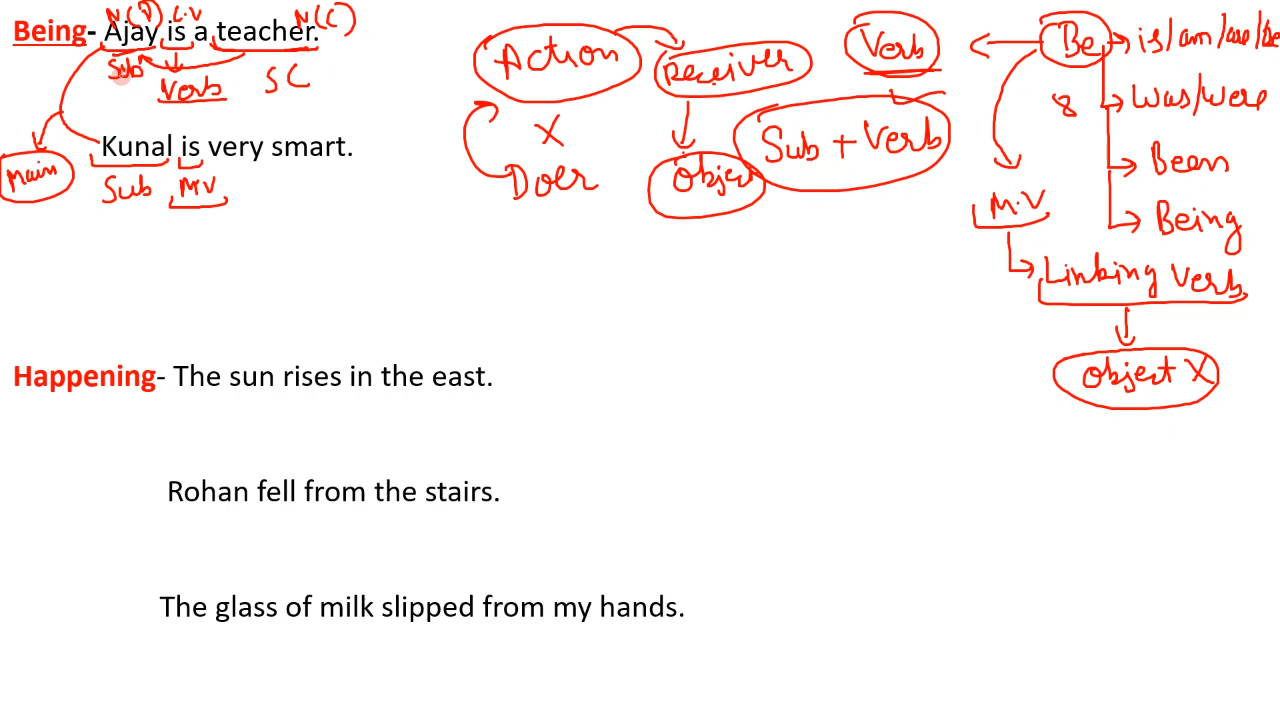 N(P) L.V N(C)
Being- Ajay is a teacher.
Sub Verb SC
Kunal is very smart.
Main Sub M.V
Action Receiver
X
Doer Object
Verb
Sub + Verb
Be is/am/are/be
8 Was/Were
Been
Being
M.V
Linking Verb
Object X
Happening- The sun rises in the east.
Rohan fell from the stairs.
The glass of milk slipped from my hands.